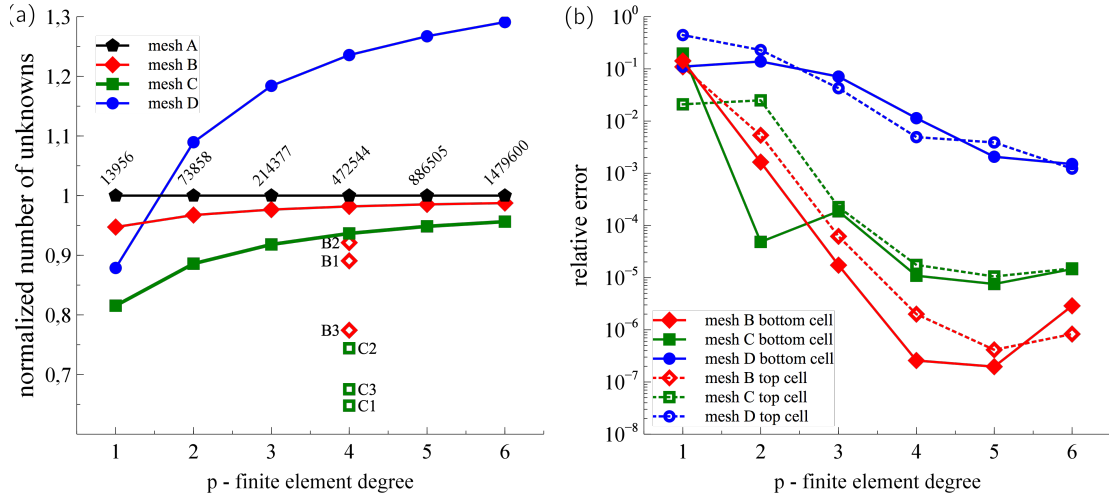 (a)
normalized number of unknowns
1,3
1,2
1,1
1
0,9
0,8
0,7
mesh A
mesh B
mesh C
mesh D
13956
73858
214377
472544
886505
1479600
B2
B1
B3
C2
C3
C1
1 2 3 4 5 6
p - finite element degree
(b)
relative error
10⁰
10⁻¹
10⁻²
10⁻³
10⁻⁴
10⁻⁵
10⁻⁶
10⁻⁷
10⁻⁸
mesh B bottom cell
mesh C bottom cell
mesh D bottom cell
mesh B top cell
mesh C top cell
mesh D top cell
1 2 3 4 5 6
p - finite element degree